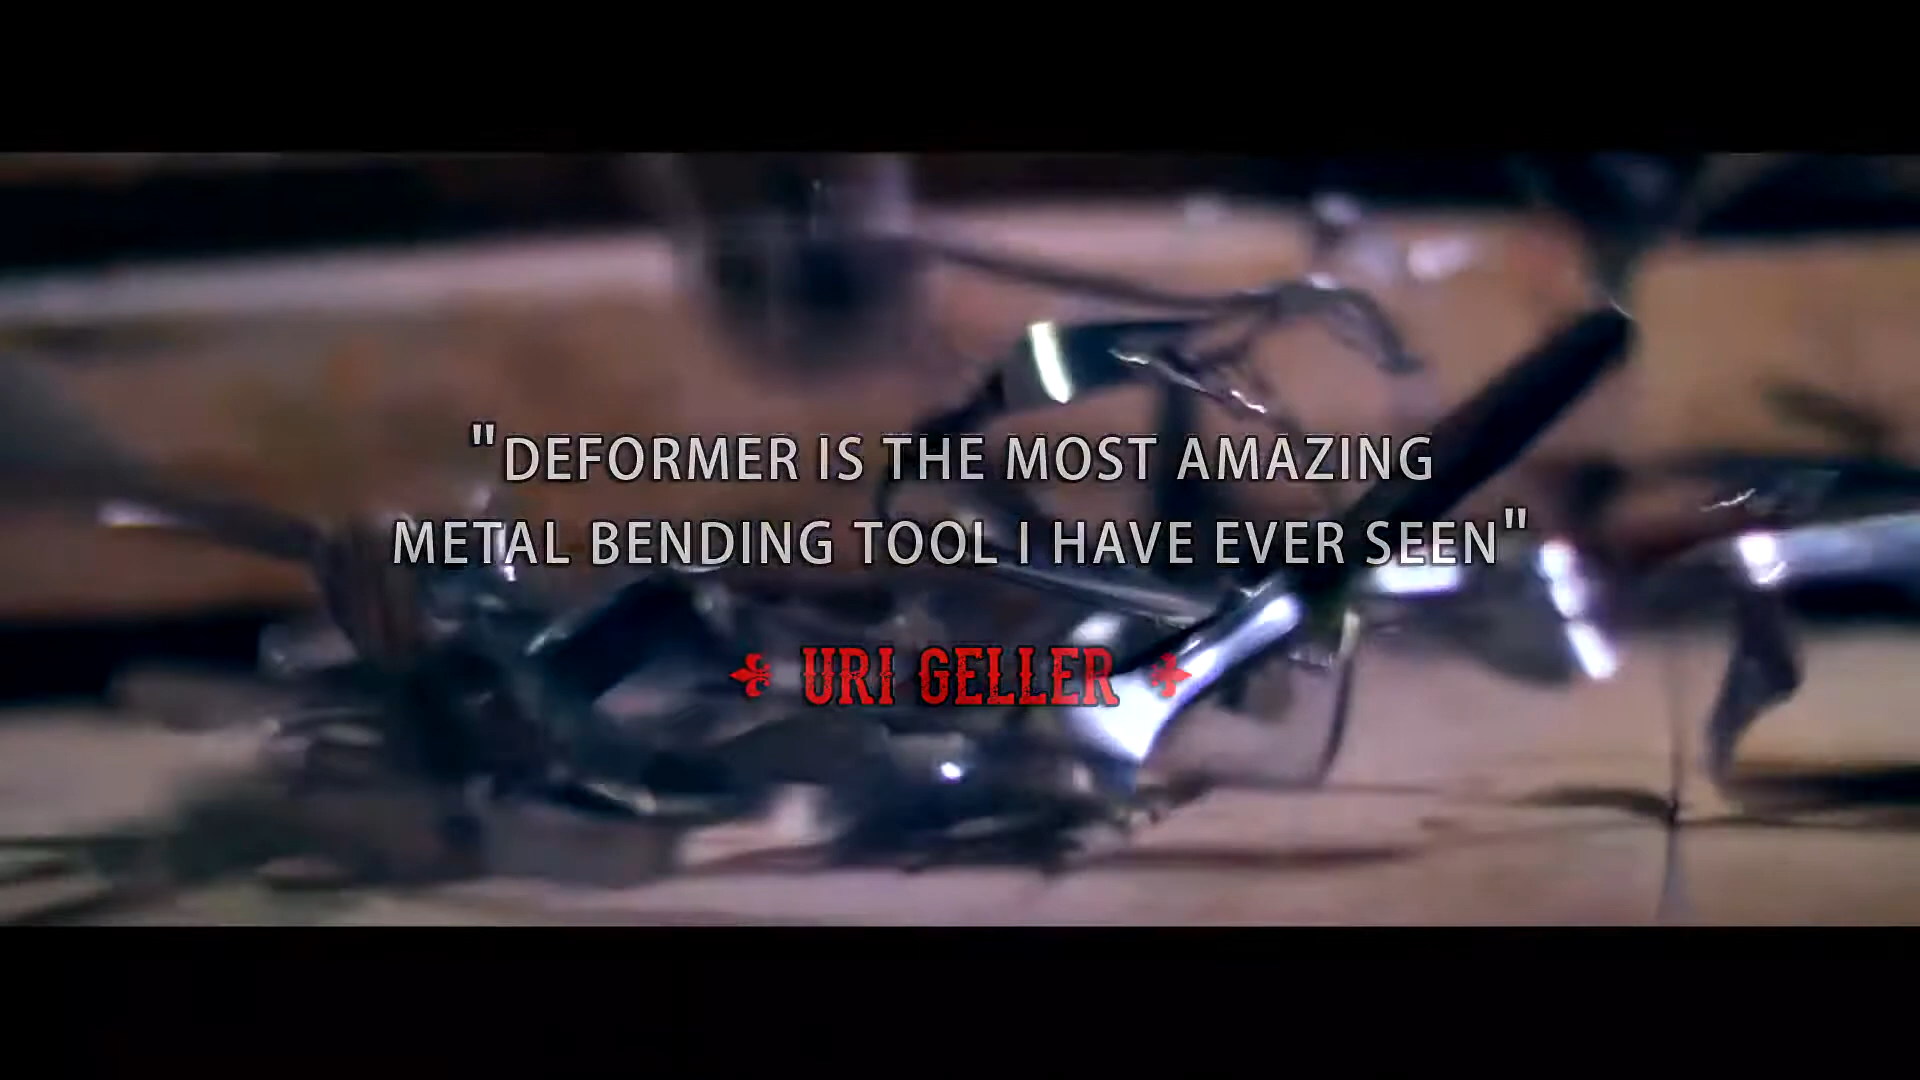 "DEFORMER IS THE MOST AMAZING
METAL BENDING TOOL I HAVE EVER SEEN"
URI GELLER